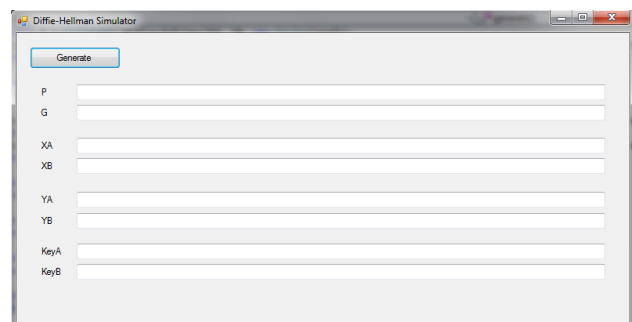 Diffie-Hellman Simulator
Generate
P
G
XA
XB
YA
YB
KeyA
KeyB